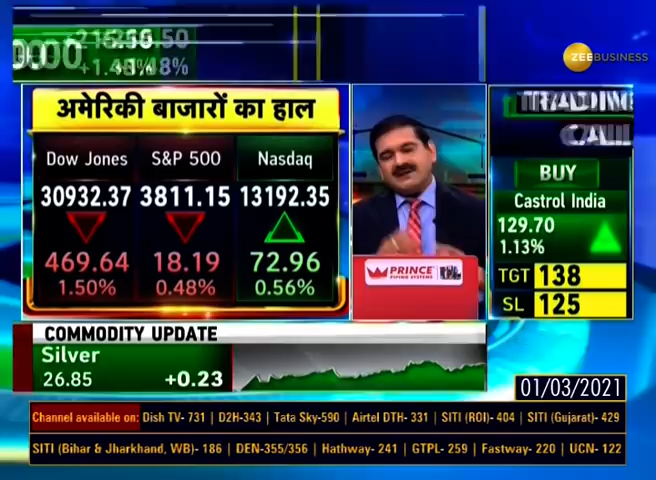 ZEE BUSINESS
अमेरिकी बाजारों का हाल
Dow Jones S&P 500 Nasdaq
30932.37 3811.15 13192.35
469.64 18.19 72.96
1.50% 0.48% 0.56%
PRINCE
PIPING SYSTEMS
BUY
Castrol India
129.70
1.13%
TGT 138
SL 125
COMMODITY UPDATE
Silver
26.85 +0.23
01/03/2021
Channel available on: Dish TV- 731 | D2H-343 | Tata Sky-590 | Airtel DTH- 331 | SITI (ROI)- 404 | SITI (Gujarat)- 429
SITI (Bihar & Jharkhand, WB)- 186 | DEN-355/356 | Hathway- 241 | GTPL- 259 | Fastway- 220 | UCN- 122